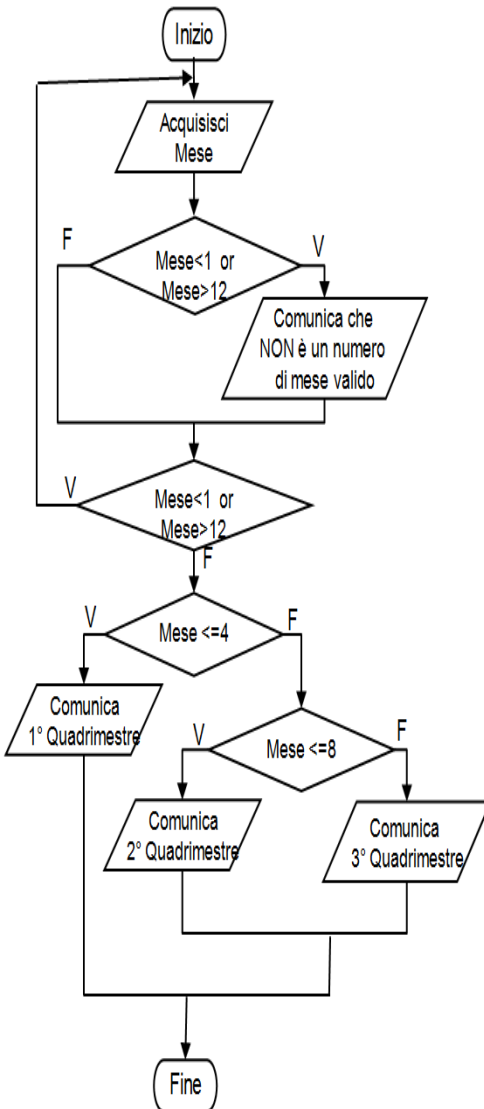 Inizio
Acquisisci
Mese
F
V
Mese<1 or
Mese>12
Comunica che
NON è un numero
di mese valido
V
Mese<1 or
Mese>12
F
V
F
Mese <=4
Comunica
1° Quadrimestre
V
F
Mese <=8
Comunica
2° Quadrimestre
Comunica
3° Quadrimestre
Fine